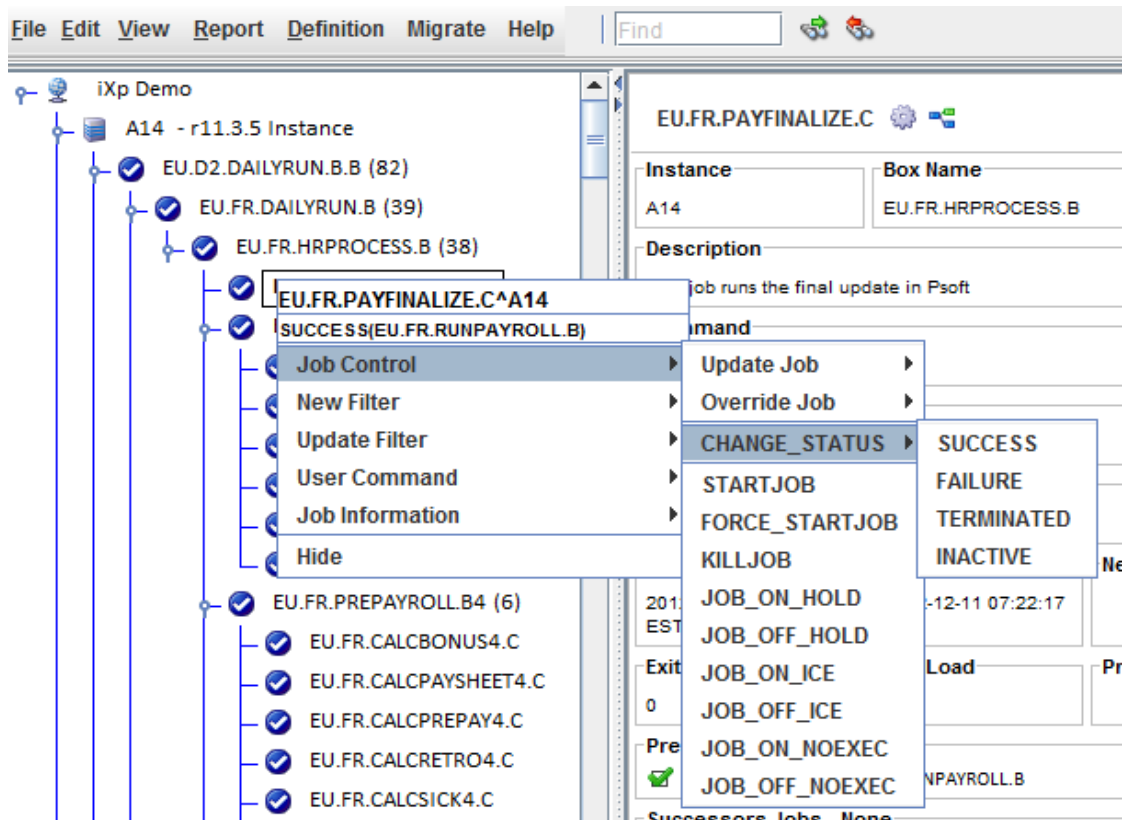 File Edit View Report Definition Migrate Help Find
iXp Demo
A14 - r11.3.5 Instance
EU.D2.DAILYRUN.B.B (82)
EU.FR.DAILYRUN.B (39)
EU.FR.HRPROCESS.B (38)
EU.FR.PAYFINALIZE.C^A14
SUCCESS(EU.FR.RUNPAYROLL.B)
Job Control
New Filter
Update Filter
User Command
Job Information
Hide
Update Job
Override Job
CHANGE_STATUS
STARTJOB
FORCE_STARTJOB
KILLJOB
JOB_ON_HOLD
JOB_OFF_HOLD
JOB_ON_ICE
JOB_OFF_ICE
JOB_ON_NOEXEC
JOB_OFF_NOEXEC
SUCCESS
FAILURE
TERMINATED
INACTIVE
EU.FR.PREPAYROLL.B4 (6)
EU.FR.CALCBONUS4.C
EU.FR.CALCPAYSHEET4.C
EU.FR.CALCPREPAY4.C
EU.FR.CALCRETRO4.C
EU.FR.CALCSICK4.C
EU.FR.PAYFINALIZE.C
Instance
A14
Box Name
EU.FR.HRPROCESS.B
Description
job runs the final update in Psoft
mmand
Ne
201
EST
-12-11 07:22:17
Exit
0
Load
Pr
Pre
NPAYROLL.B
Successors Jobs - None